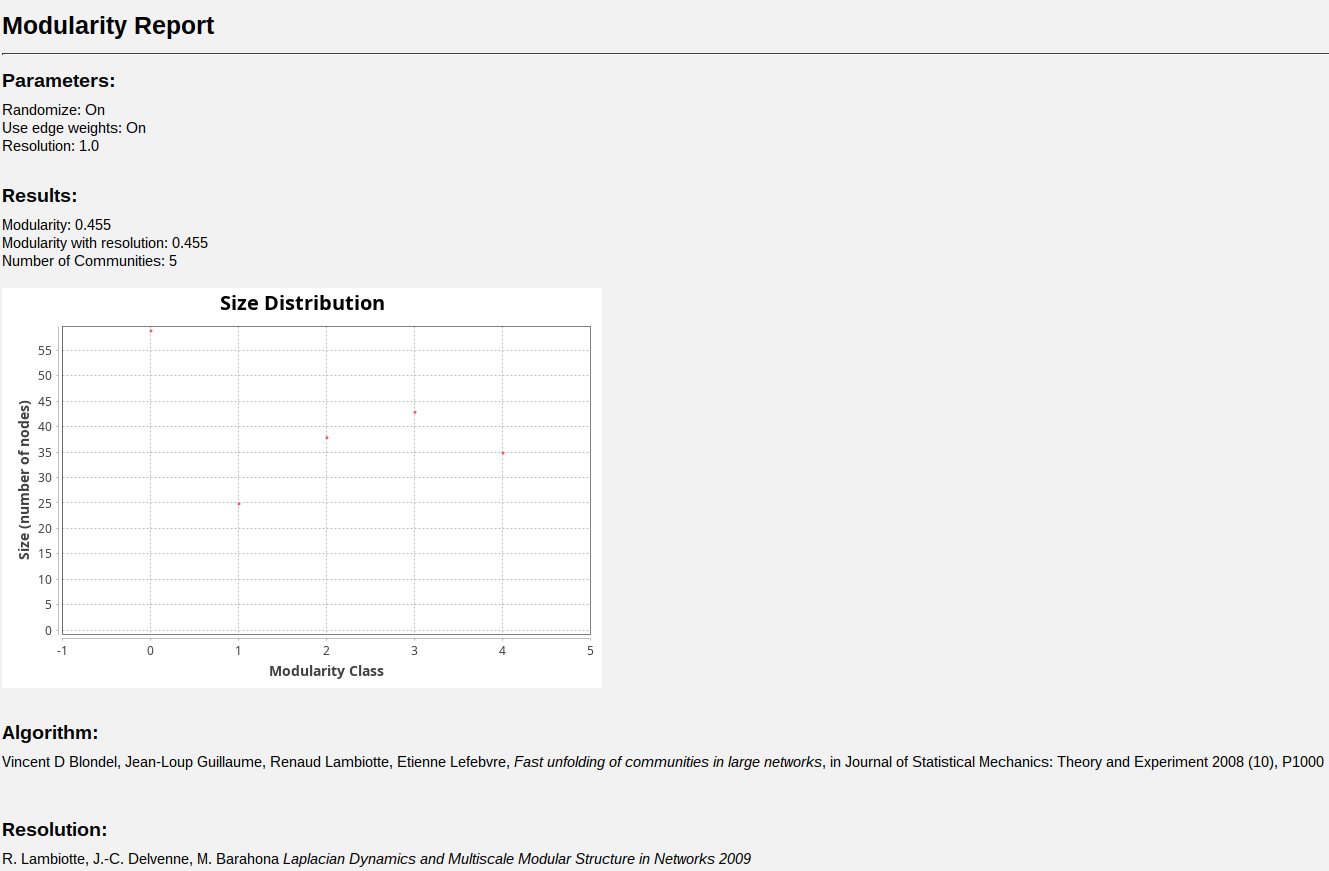 Modularity Report
Parameters:
Randomize: On
Use edge weights: On
Resolution: 1.0
Results:
Modularity: 0.455
Modularity with resolution: 0.455
Number of Communities: 5
Size Distribution
Size (number of nodes)
55
50
45
40
35
30
25
20
15
10
5
0
-1 0 1 2 3 4 5
Modularity Class
Algorithm:
Vincent D Blondel, Jean-Loup Guillaume, Renaud Lambiotte, Etienne Lefebvre, Fast unfolding of communities in large networks, in Journal of Statistical Mechanics: Theory and Experiment 2008 (10), P1000
Resolution:
R. Lambiotte, J.-C. Delvenne, M. Barahona Laplacian Dynamics and Multiscale Modular Structure in Networks 2009